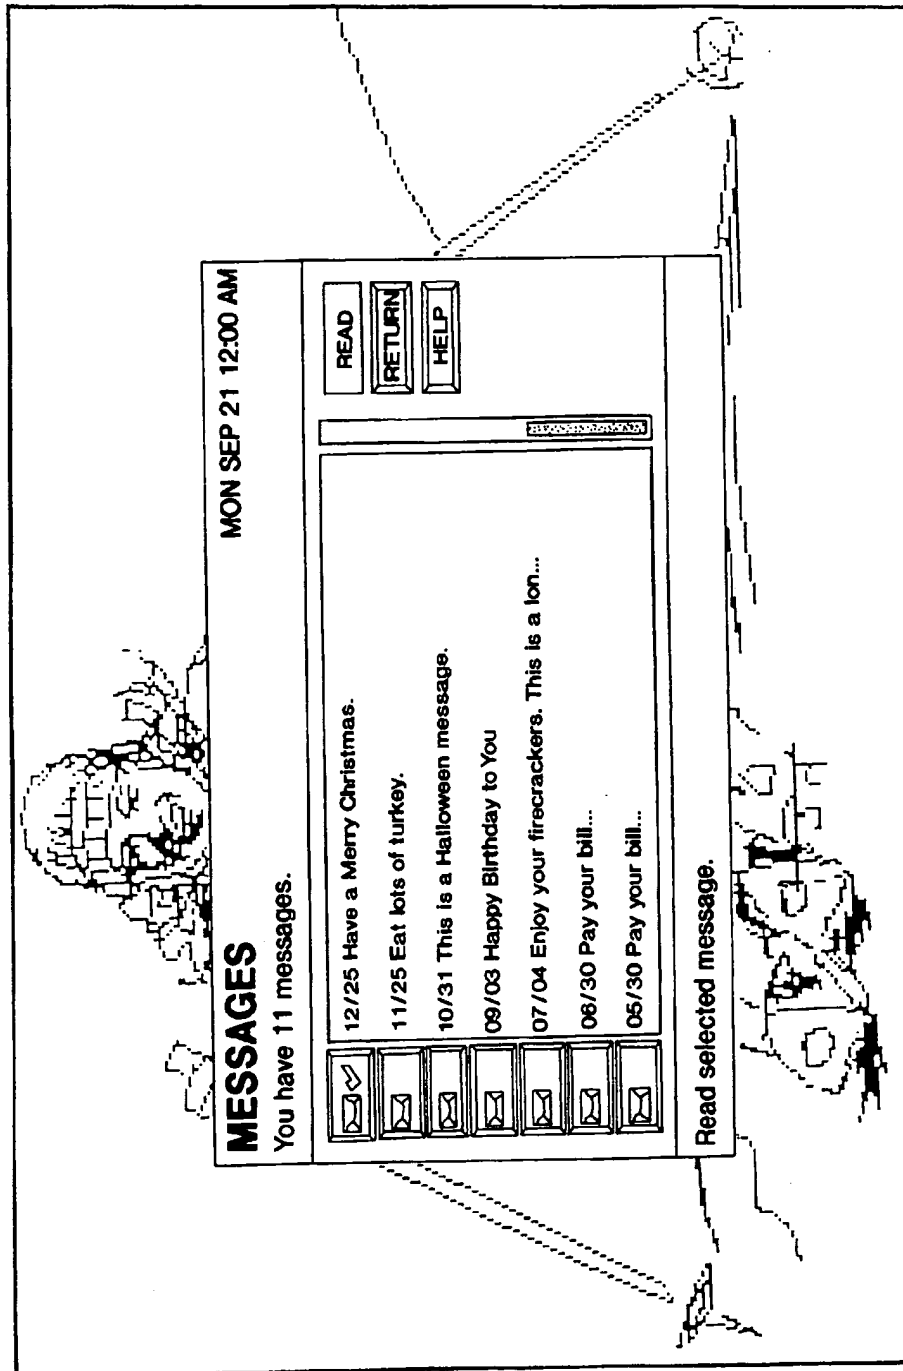 MESSAGES MON SEP 21 12:00 AM
You have 11 messages.
12/25 Have a Merry Christmas.
11/25 Eat lots of turkey.
10/31 This is a Halloween message.
09/03 Happy Birthday to You
07/04 Enjoy your firecrackers. This is a lon...
06/30 Pay your bill...
05/30 Pay your bill...
READ
RETURN
HELP
Read selected message.